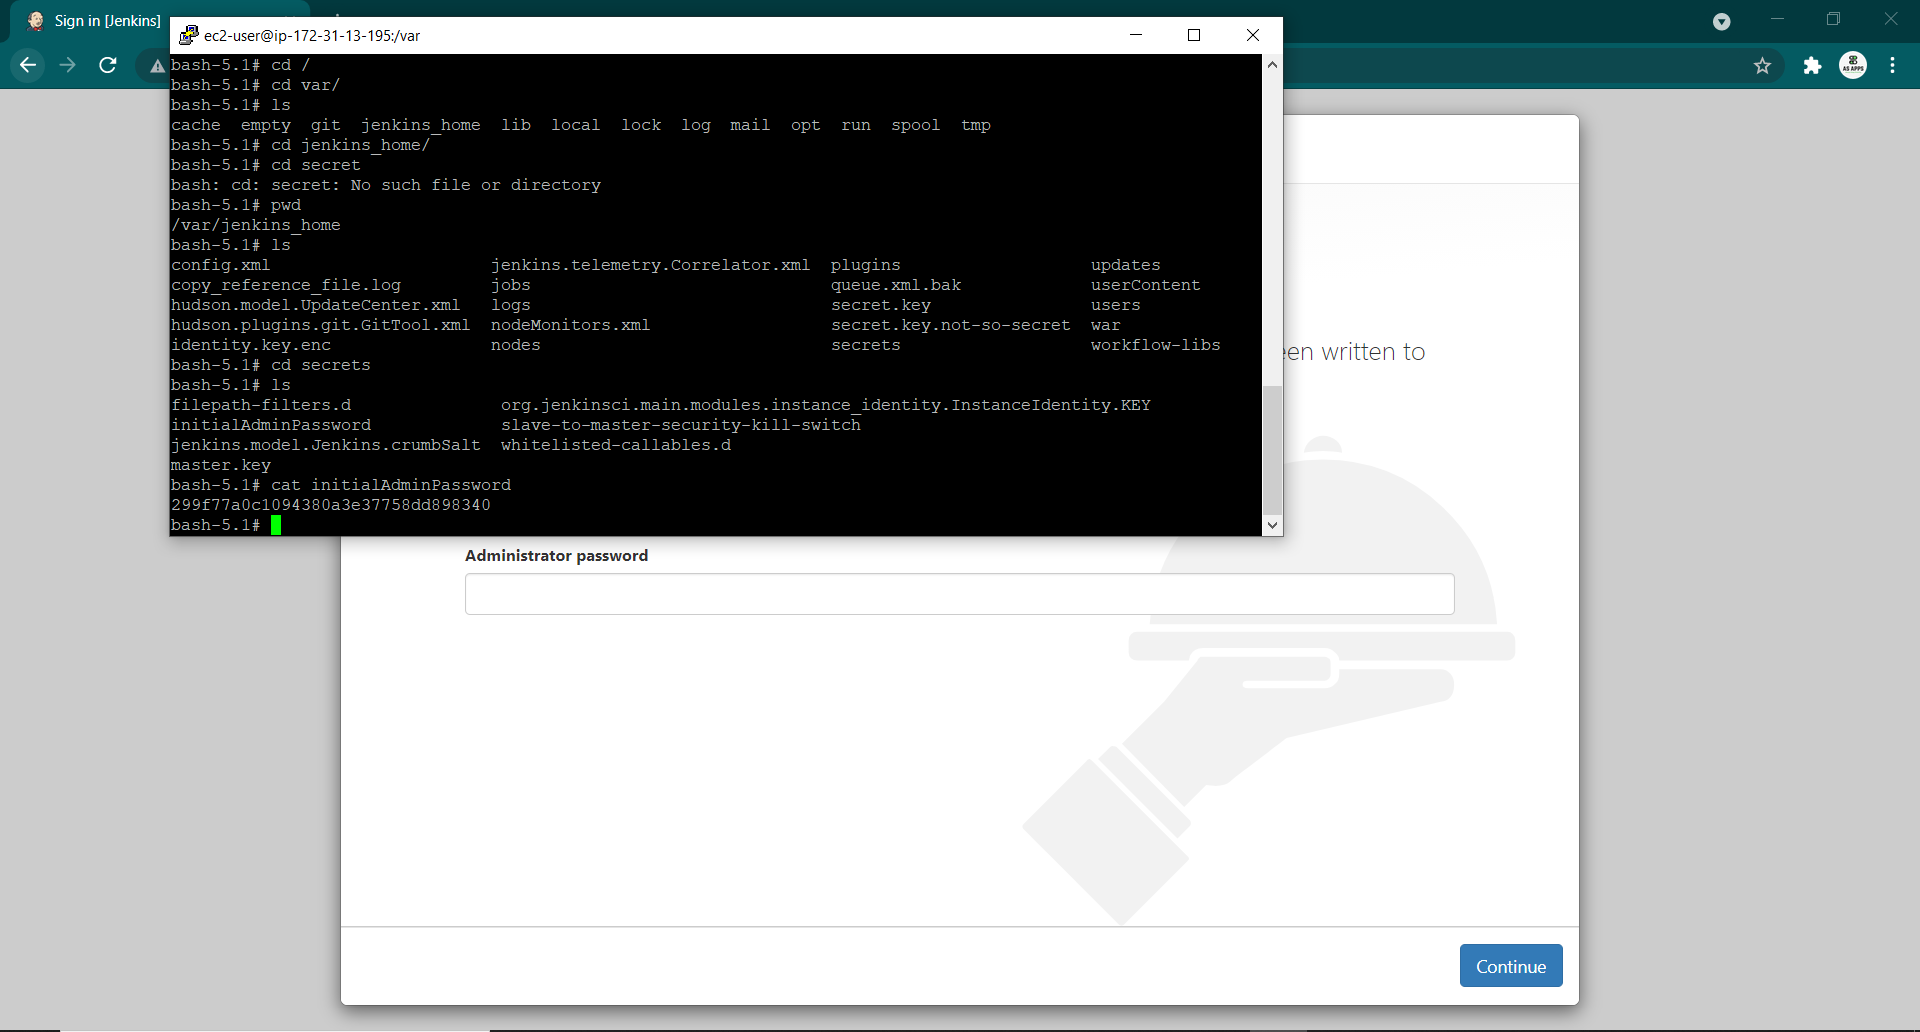 Sign in [Jenkins]
ec2-user@ip-172-31-13-195:/var
AS APPS
bash-5.1# cd /
bash-5.1# cd var/
bash-5.1# ls
cache empty git jenkins_home lib local lock log mail opt run spool tmp
bash-5.1# cd jenkins_home/
bash-5.1# cd secret
bash: cd: secret: No such file or directory
bash-5.1# pwd
/var/jenkins_home
bash-5.1# ls
config.xml jenkins.telemetry.Correlator.xml plugins updates
copy_reference_file.log jobs queue.xml.bak userContent
hudson.model.UpdateCenter.xml logs secret.key users
hudson.plugins.git.GitTool.xml nodeMonitors.xml secret.key.not-so-secret war
identity.key.enc nodes secrets workflow-libs
bash-5.1# cd secrets
bash-5.1# ls
filepath-filters.d org.jenkinsci.main.modules.instance_identity.InstanceIdentity.KEY
initialAdminPassword slave-to-master-security-kill-switch
jenkins.model.Jenkins.crumbSalt whitelisted-callables.d
master.key
bash-5.1# cat initialAdminPassword
299f77a0c1094380a3e37758dd898340
bash-5.1#
written to
Administrator password
Continue